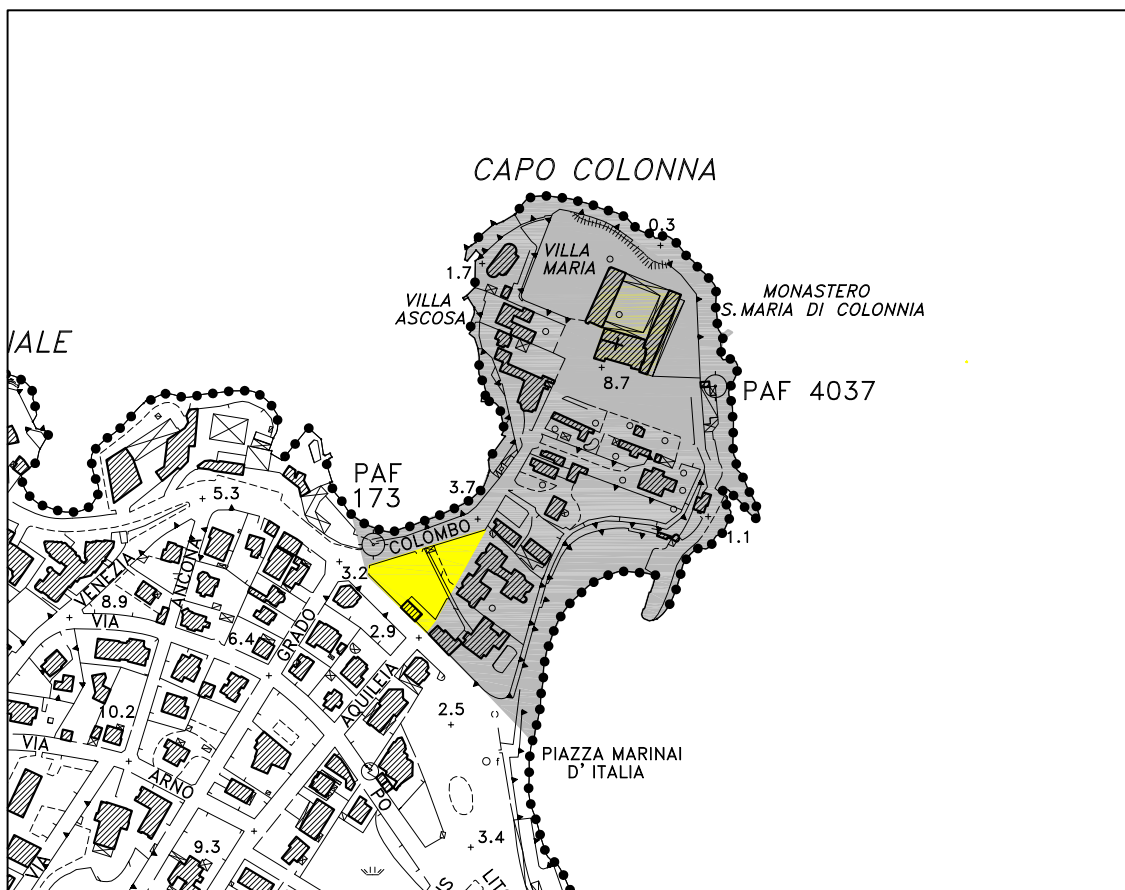 CAPO COLONNA
0.3
VILLA
MARIA
1.7
MONASTERO
S.MARIA DI COLONNIA
VILLA
ASCOSA
IALE
8.7
PAF 4037
PAF
173
3.7
5.3
COLOMBO
1.1
3.2
VENEZIA
ANCONA
8.9
VIA
GRADO
6.4
2.9
AQUILEIA
10.2
2.5
VIA
PIAZZA MARINAI
D' ITALIA
ARNO
PO
3.4
9.3
VIA
S
LIT